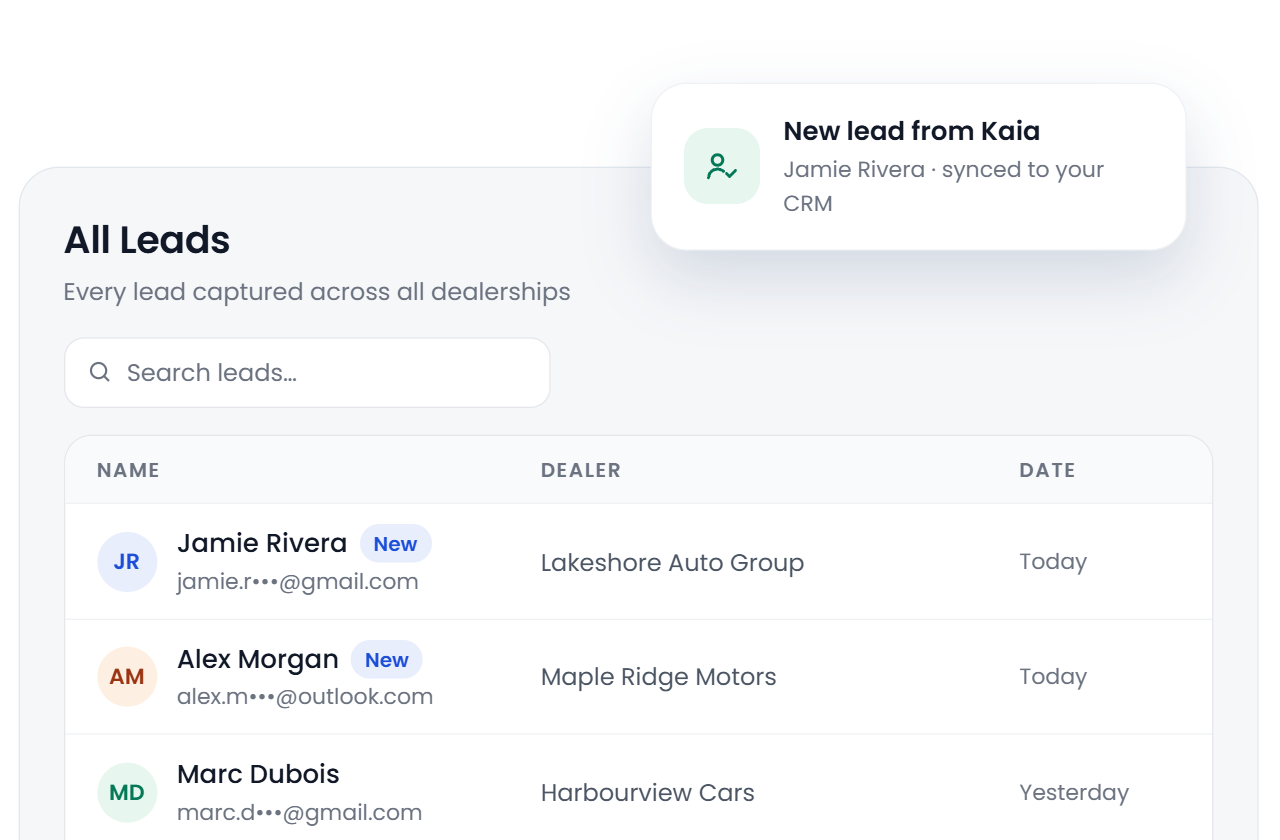 New lead from Kaia
Jamie Rivera · synced to your
CRM
All Leads
Every lead captured across all dealerships
Search leads...
NAME DEALER DATE
JR Jamie Rivera New
jamie.r•••@gmail.com
Lakeshore Auto Group
Today
AM Alex Morgan New
alex.m•••@outlook.com
Maple Ridge Motors
Today
MD Marc Dubois
marc.d•••@gmail.com
Harbourview Cars
Yesterday